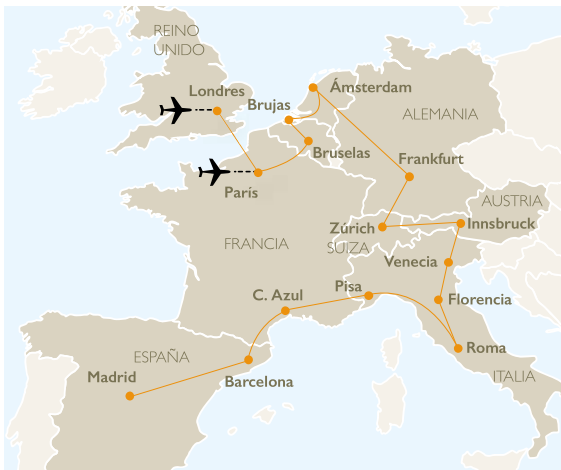 REINO
UNIDO
Londres
Ámsterdam
Brujas
ALEMANIA
Bruselas
Frankfurt
París
AUSTRIA
Zúrich
Innsbruck
FRANCIA
SUIZA
Venecia
Pisa
C. Azul
Florencia
Roma
ESPAÑA
Madrid
Barcelona
ITALIA